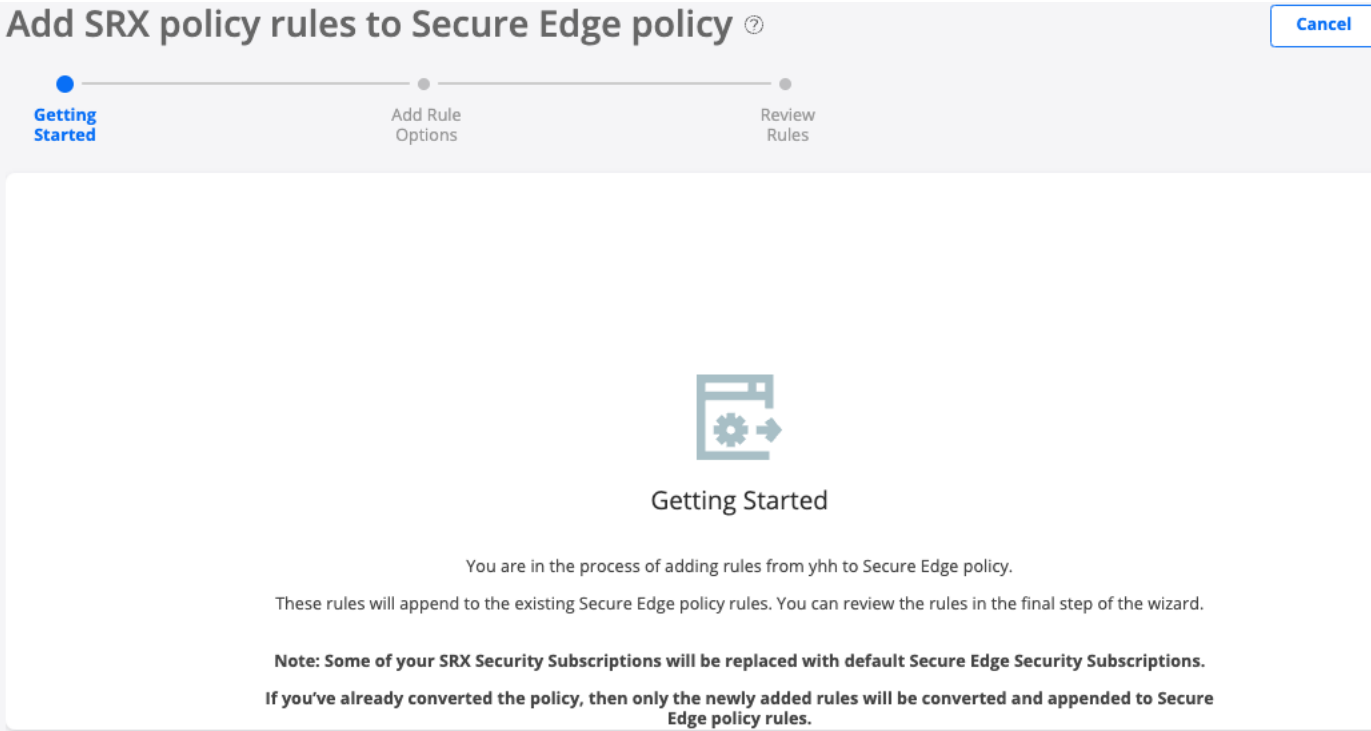 Add SRX policy rules to Secure Edge policy ?
Cancel
Getting
Started
Add Rule
Options
Review
Rules
Getting Started
You are in the process of adding rules from yhh to Secure Edge policy.
These rules will append to the existing Secure Edge policy rules. You can review the rules in the final step of the wizard.
Note: Some of your SRX Security Subscriptions will be replaced with default Secure Edge Security Subscriptions.
If you’ve already converted the policy, then only the newly added rules will be converted and appended to Secure
Edge policy rules.